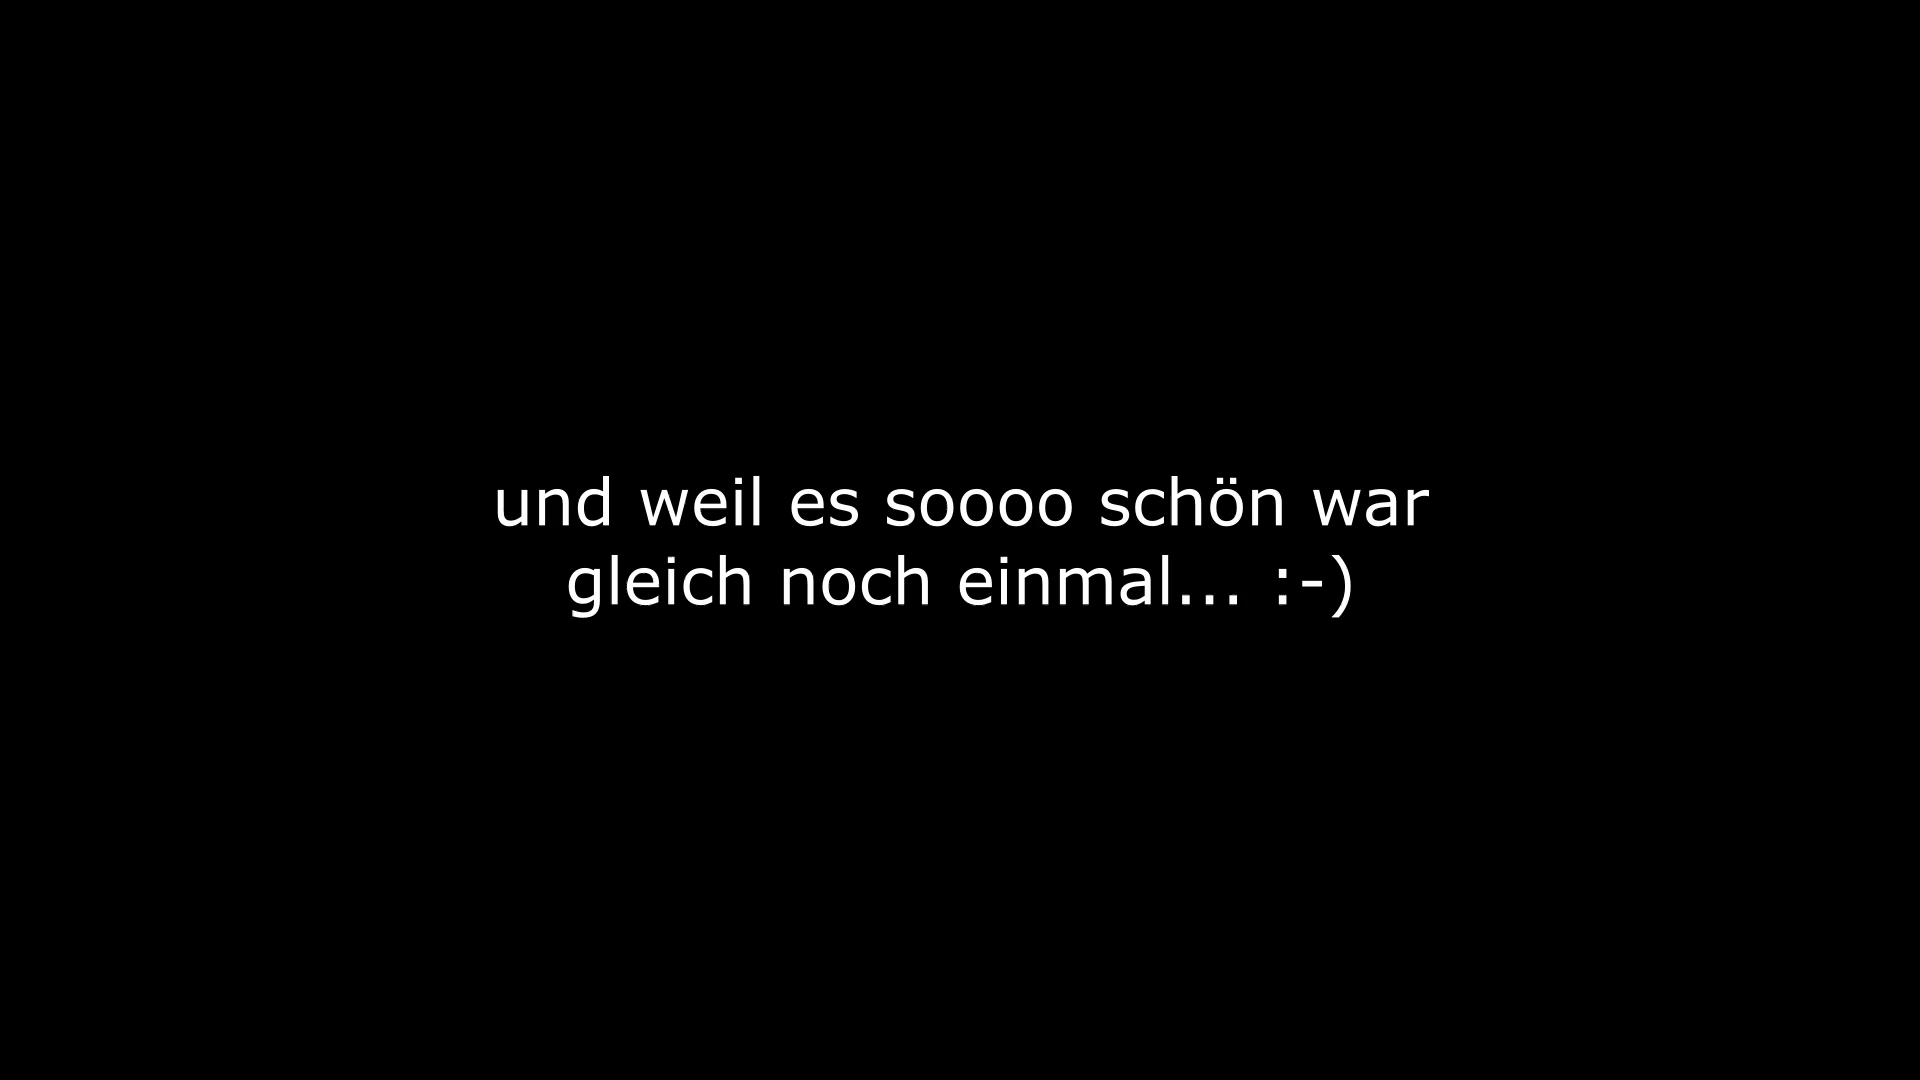 und weil es soooo schön war
gleich noch einmal... :-)